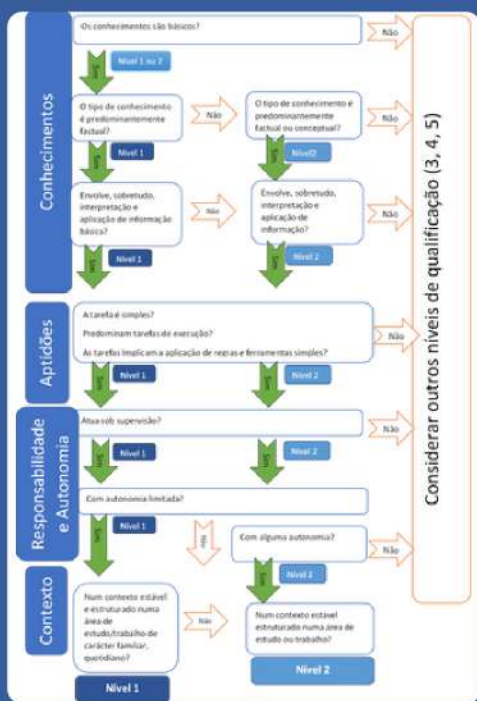 Conhecimentos
Os conhecimentos são básicos?
Não
Sim
Nível 1 ou 2
O tipo de conhecimento
é predominantemente
factual?
Não
O tipo de conhecimento é
predominantemente
factual ou conceptual?
Não
Sim
Nível 1
Sim
Nível2
Envolve, sobretudo,
interpretação e
aplicação de informação
básica?
Não
Envolve, sobretudo,
interpretação e
aplicação de
informação?
Não
Sim
Nível 1
Sim
Nível 2
Aptidões
A tarefa é simples?
Predominam tarefas de execução?
As tarefas implicam a aplicação de regras e ferramentas simples?
Não
Sim
Nível 1
Sim
Nível 2
Responsabilidade
e Autonomia
Atua sob supervisão?
Não
Sim
Nível 1
Sim
Nível 2
Com autonomia limitada?
Sim
Nível 1
Não
Com alguma autonomia?
Não
Sim
Nível 2
Contexto
Num contexto estável
e estruturado numa
área de
estudo/trabalho de
carácter familiar,
quotidiano?
Não
Num contexto estável
estruturado numa área de
estudo ou trabalho?
Nível 1
Nível 2
Considerar outros níveis de qualificação (3, 4, 5)